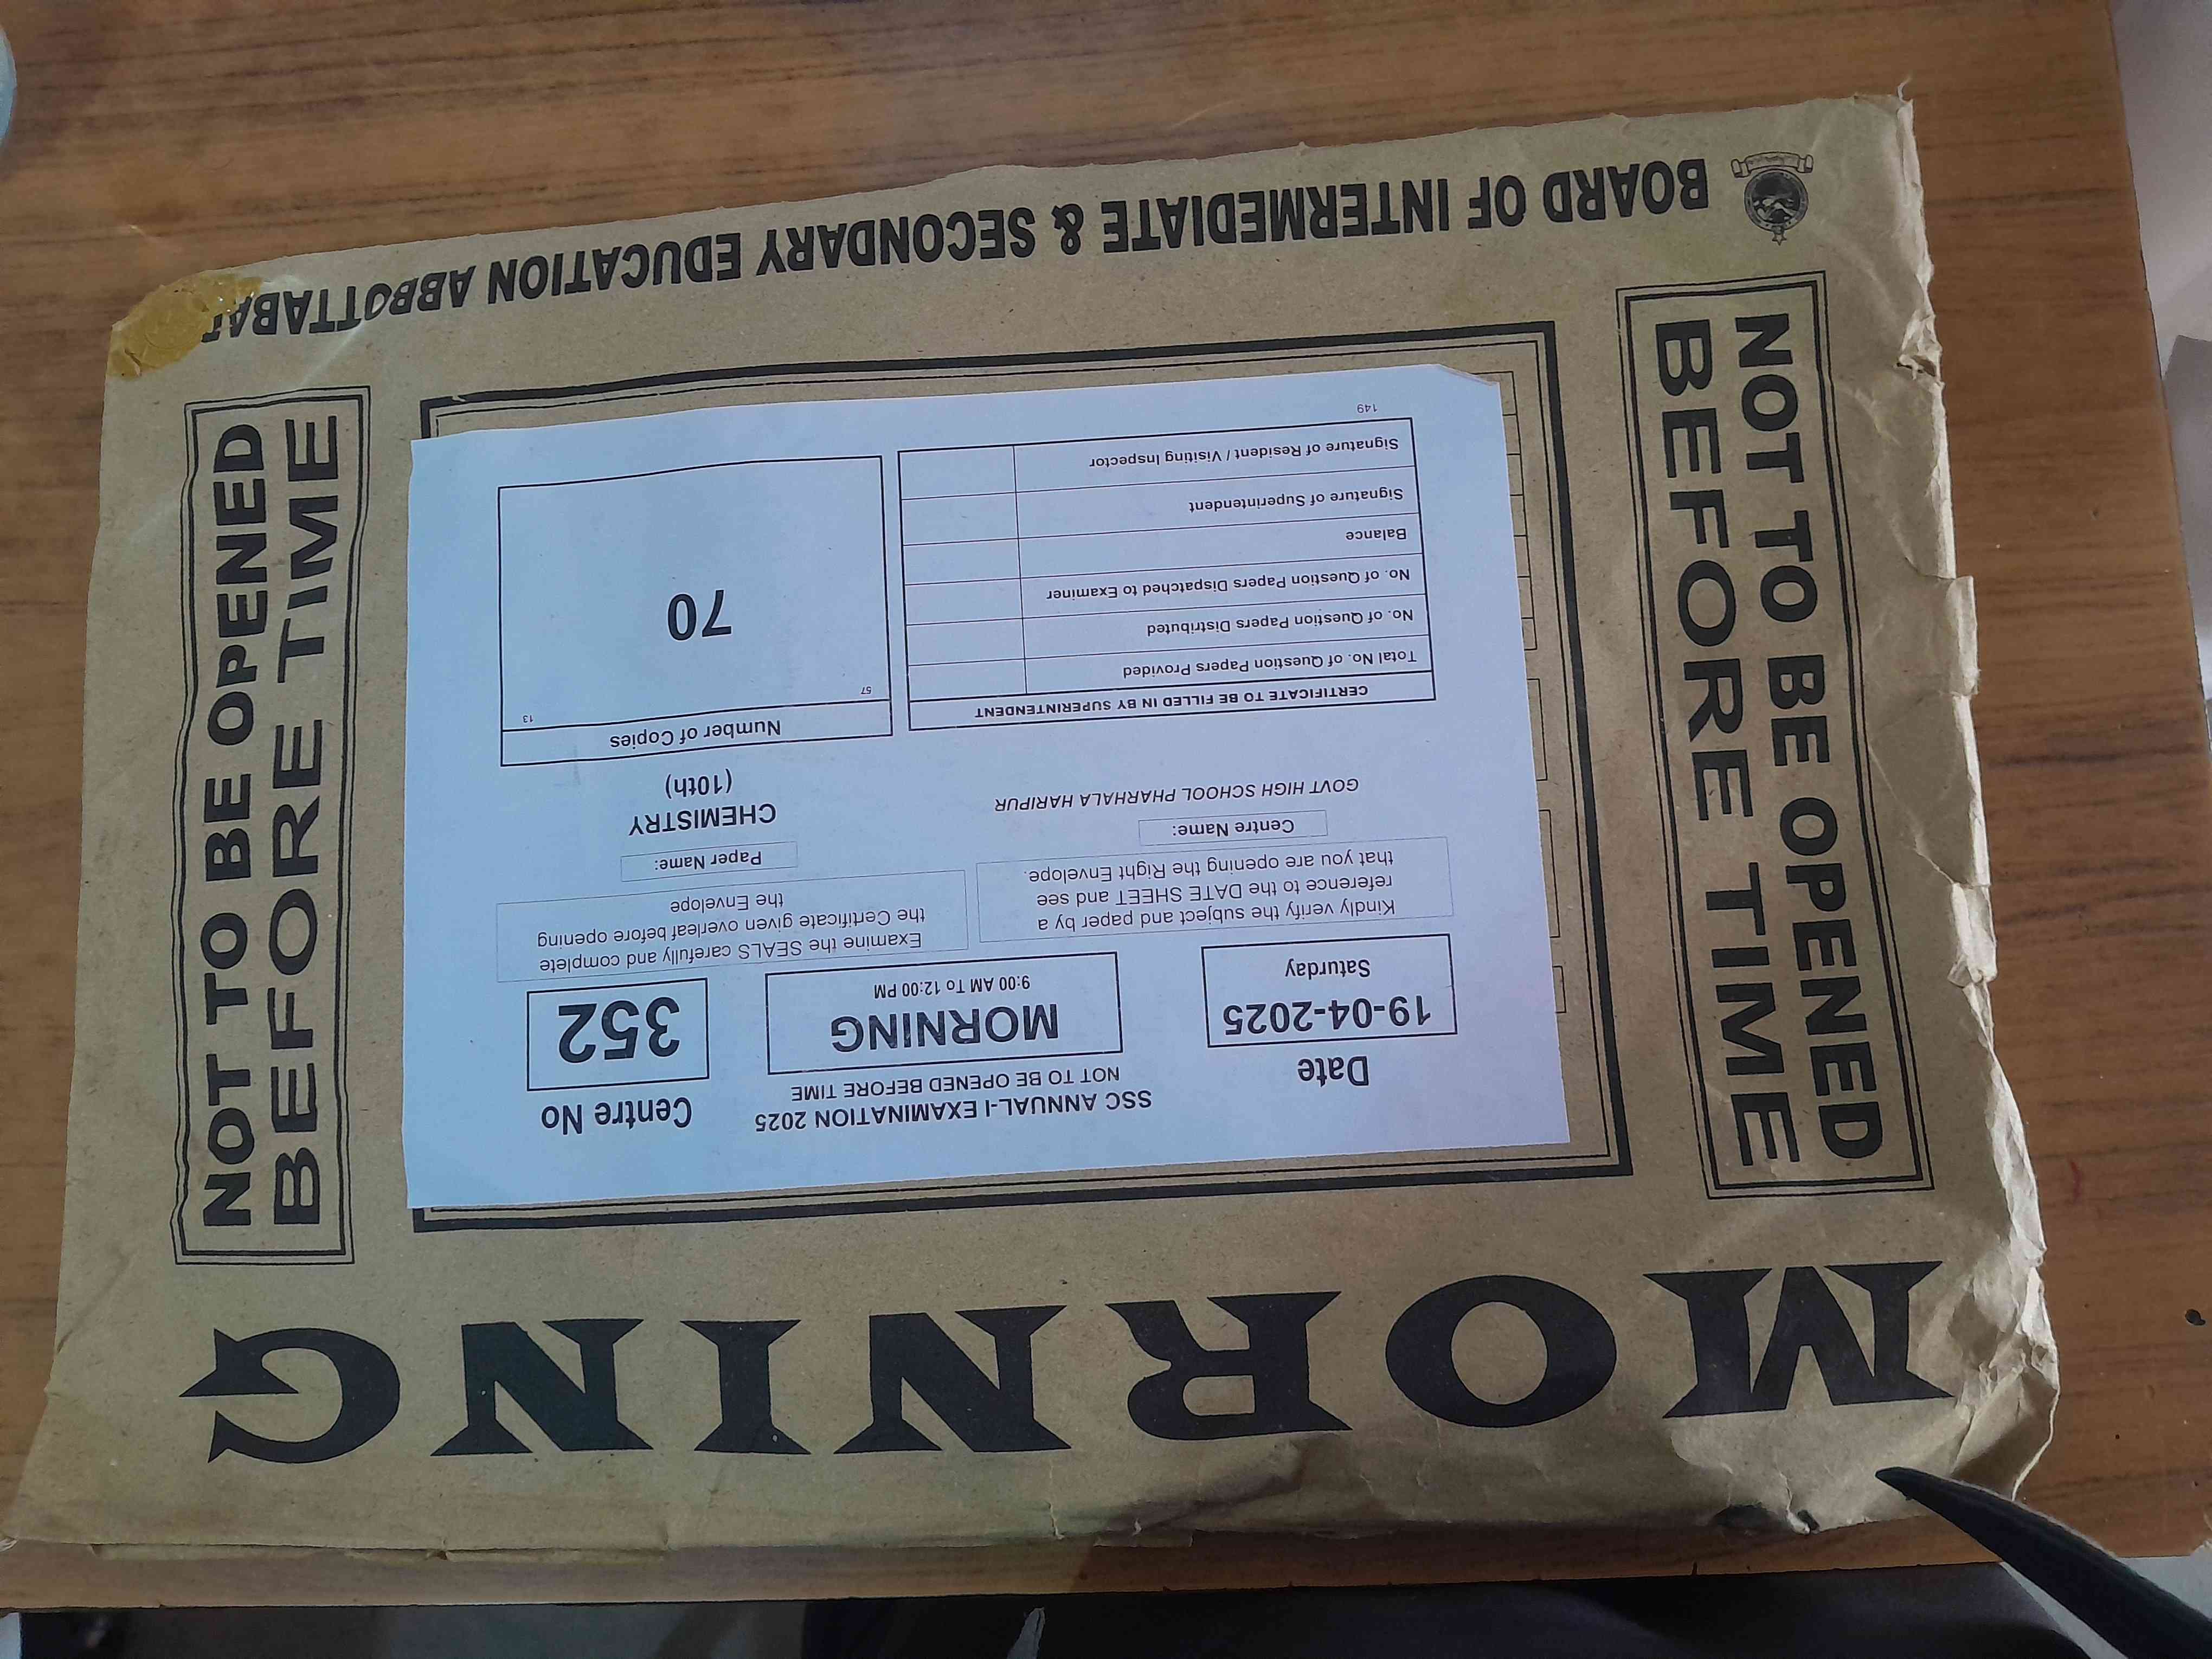 MORNING
NOT TO BE OPENED
BEFORE TIME
SSC ANNUAL-I EXAMINATION 2025
NOT TO BE OPENED BEFORE TIME
Date
19-04-2025
Saturday
MORNING
9:00 AM To 12:00 PM
Centre No
352
Kindly verify the subject and paper by a
reference to the DATE SHEET and see
that you are opening the Right Envelope.
Examine the SEALS carefully and complete
the Certificate given overleaf before opening
the Envelope
Centre Name:
GOVT HIGH SCHOOL PHARHALA HARIPUR
Paper Name:
CHEMISTRY
(10th)
CERTIFICATE TO BE FILLED IN BY SUPERINTENDENT
Total No. of Question Papers Provided
No. of Question Papers Distributed
No. of Question Papers Dispatched to Examiner
Balance
Signature of Superintendent
Signature of Resident / Visiting Inspector
149
Number of Copies
57
13
70
NOT TO BE OPENED
BEFORE TIME
BOARD OF INTERMEDIATE & SECONDARY EDUCATION ABBOTTABAD